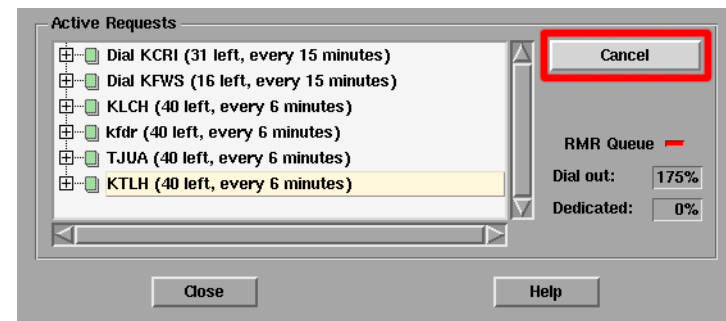 Active Requests
Dial KCRI (31 left, every 15 minutes)
Dial KFWS (16 left, every 15 minutes)
KLCH (40 left, every 6 minutes)
kfdr (40 left, every 6 minutes)
TJUA (40 left, every 6 minutes)
KTLH (40 left, every 6 minutes)
Cancel
RMR Queue
Dial out: 175%
Dedicated: 0%
Close
Help